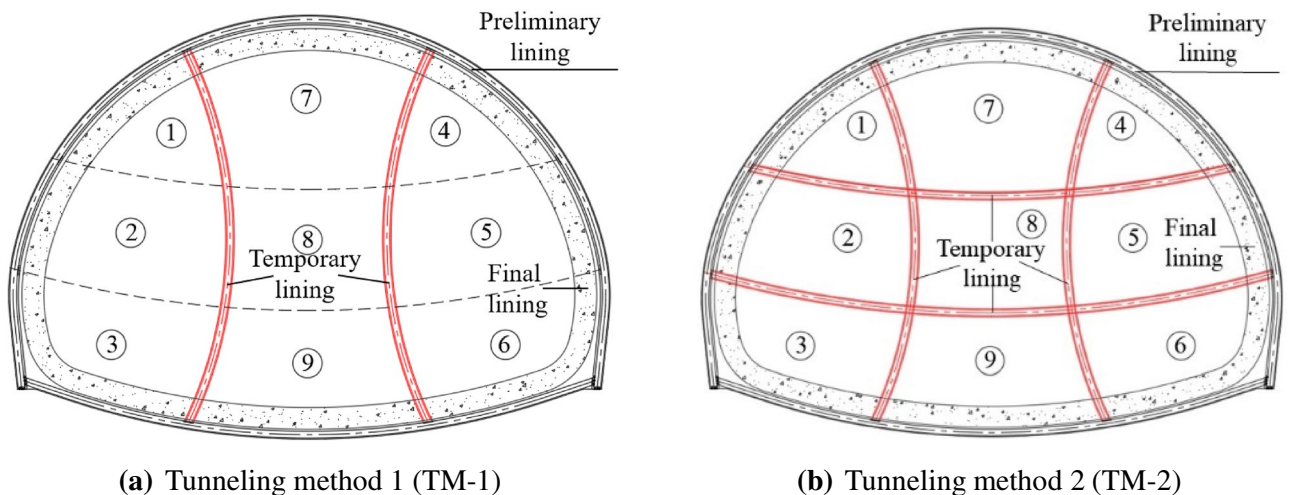 Preliminary
lining
⑦
①
④
②
⑧
⑤
Temporary
lining
Final
lining
③
⑥
⑨
(a) Tunneling method 1 (TM-1)
Preliminary
lining
⑦
①
④
②
⑧
⑤
Temporary
lining
Final
lining
③
⑥
⑨
(b) Tunneling method 2 (TM-2)